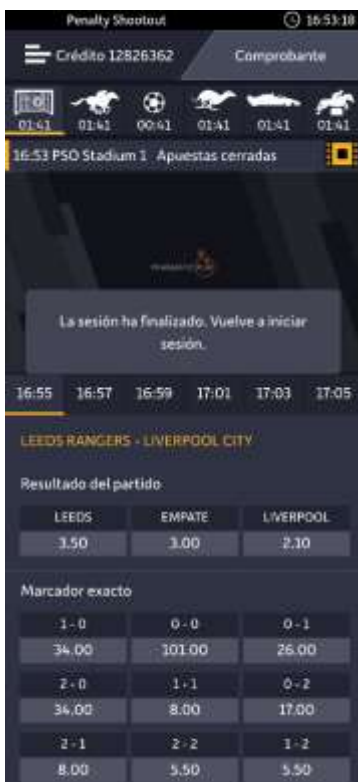 Penalty Shootout 16:53:18
Crédito 12826362 Comprobante
01:41 01:41 00:41 01:41 01:41 01:41
16:53 PSO Stadium 1 Apuestas cerradas
La sesión ha finalizado. Vuelve a iniciar
sesión.
16:55 16:57 16:59 17:01 17:03 17:05
LEEDS RANGERS - LIVERPOOL CITY
Resultado del partido
LEEDS EMPATE LIVERPOOL
3.50 3.00 2.10
Marcador exacto
1 - 0 0 - 0 0 - 1
34.00 101.00 26.00
2 - 0 1 - 1 0 - 2
34.00 8.00 17.00
2 - 1 2 - 2 1 - 2
8.00 5.50 5.50